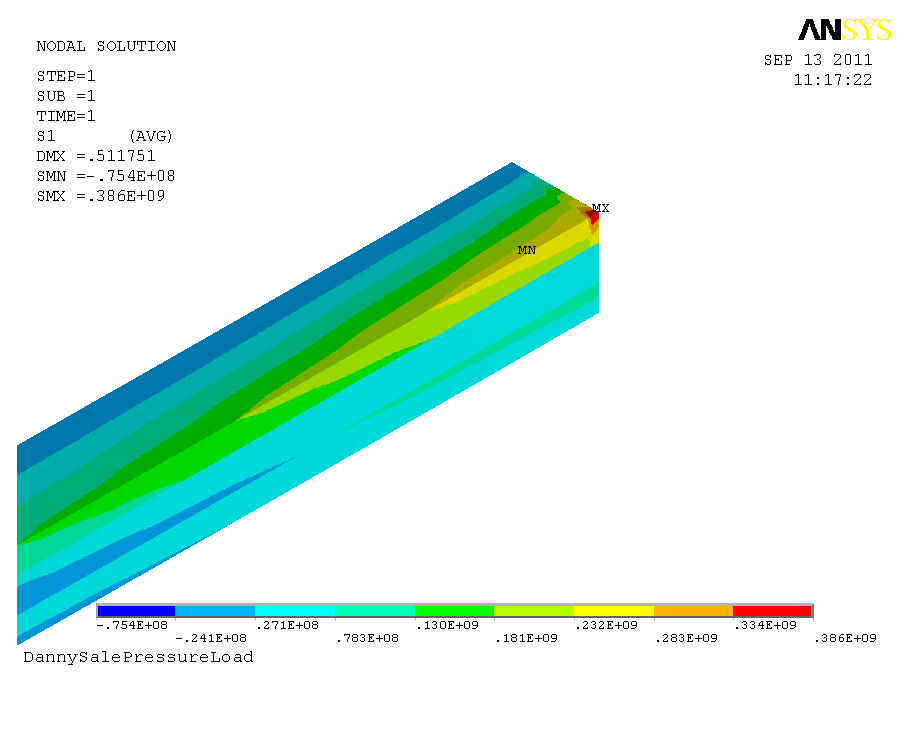 ANSYS
NODAL SOLUTION
SEP 13 2011
11:17:22
STEP=1
SUB =1
TIME=1
S1 (AVG)
DMX =.511751
SMN =-.754E+08
SMX =.386E+09
MX
MN
-.754E+08 .271E+08 .130E+09 .232E+09 .334E+09
-.241E+08 .783E+08 .181E+09 .283E+09 .386E+09
DannySalePressureLoad